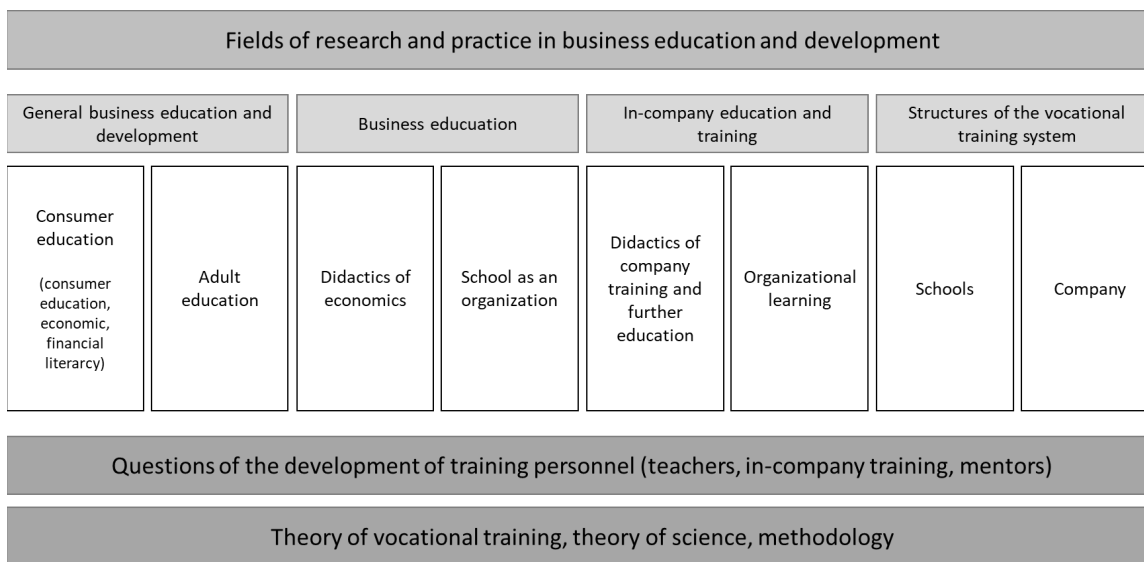 Fields of research and practice in business education and development
General business education and
development
Business educuation
In-company education and
training
Structures of the vocational
training system
Consumer
education
(consumer
education,
economic,
financial
literarcy)
Adult
education
Didactics of
economics
School as an
organization
Didactics of
company
training and
further
education
Organizational
learning
Schools
Company
Questions of the development of training personnel (teachers, in-company training, mentors)
Theory of vocational training, theory of science, methodology